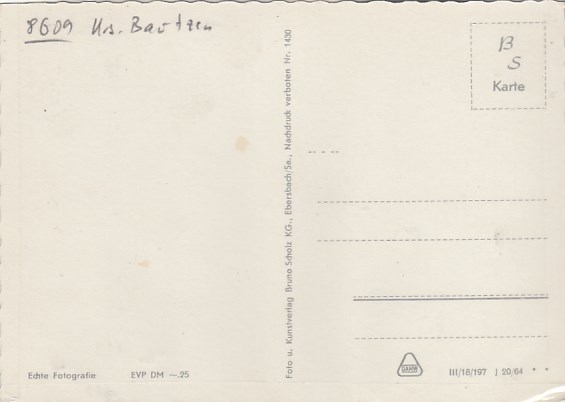 8609 Krs. Bautzen
B
S
Karte
Foto u. Kunstverlag Bruno Scholz KG., Ebersbach/Sa., Nachdruck verboten Nr. 1430
Echte Fotografie EVP DM —.25
III/18/197 J 20/64 * *